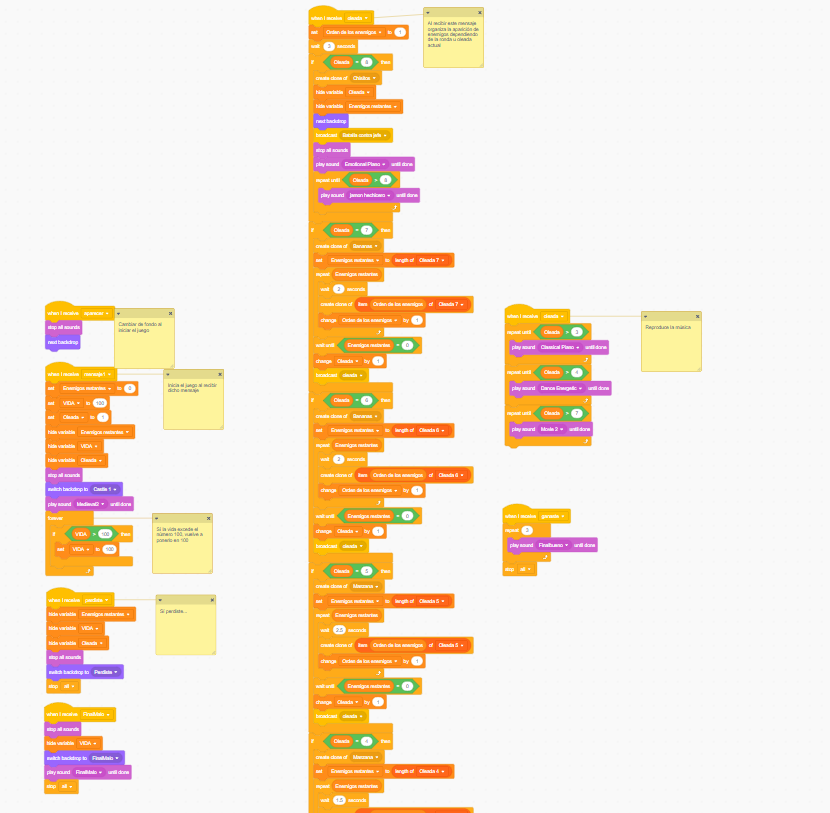 when I receive oleada
set Orden de los enemigos to 1
wait 2 seconds
if Oleada = 8 then
create clone of
hide variable Oleada
hide variable Enemigos restantes
next backdrop
broadcast Batalla contra jefe
stop all sounds
play sound Emotional Piano until done
repeat until Oleada > 8
play sound until done
if Oleada = 7 then
create clone of Bananas
set Enemigos restantes to length of Oleada 7
repeat Enemigos restantes
wait 2 seconds
create clone of item Orden de los enemigos of Oleada 7
change Orden de los enemigos by 1
wait until Enemigos restantes = 0
change Oleada by 1
broadcast oleada
if Oleada = 6 then
create clone of Bananas
set Enemigos restantes to length of Oleada 6
repeat Enemigos restantes
wait 2 seconds
create clone of item Orden de los enemigos of Oleada 6
change Orden de los enemigos by 1
wait until Enemigos restantes = 0
change Oleada by 1
broadcast oleada
if Oleada = 5 then
create clone of Manzana
set Enemigos restantes to length of Oleada 5
repeat Enemigos restantes
wait 2.5 seconds
create clone of item Orden de los enemigos of Oleada 5
change Orden de los enemigos by 1
wait until Enemigos restantes = 0
change Oleada by 1
broadcast oleada
if Oleada = 4 then
create clone of Manzana
set Enemigos restantes to length of Oleada 4
repeat Enemigos restantes
wait 1.5 seconds
Al recibir este mensaje
organiza la aparición de
enemigos dependiendo
de la ronda u oleada
actual
when I receive aparecer
stop all sounds
next backdrop
Cambiar de fondo al
iniciar el juego.
when I receive mensaje1
set Enemigos restantes to 0
set VIDA to 100
set Oleada to 1
hide variable Enemigos restantes
hide variable VIDA
hide variable Oleada
stop all sounds
switch backdrop to Castle 1
play sound Medieval2 until done
forever
if VIDA > 100 then
set VIDA to 100
Inicia el juego al recibir
dicho mensaje.
Si la vida excede el
número 100, vuelve a
ponerlo en 100
when I receive perdiste
hide variable Enemigos restantes
hide variable VIDA
hide variable Oleada
stop all sounds
switch backdrop to Perdiste
stop all
Si perdiste...
when I receive FinalMalo
stop all sounds
hide variable VIDA
switch backdrop to FinalMalo
play sound FinalMalo until done
stop all
when I receive oleada
repeat until Oleada > 3
play sound Classical Piano until done
repeat until Oleada > 4
play sound Dance Energetic until done
repeat until Oleada > 7
play sound Movie 3 until done
Reproduce la música
when I receive ganaste
repeat 3
play sound Finalbueno until done
stop all